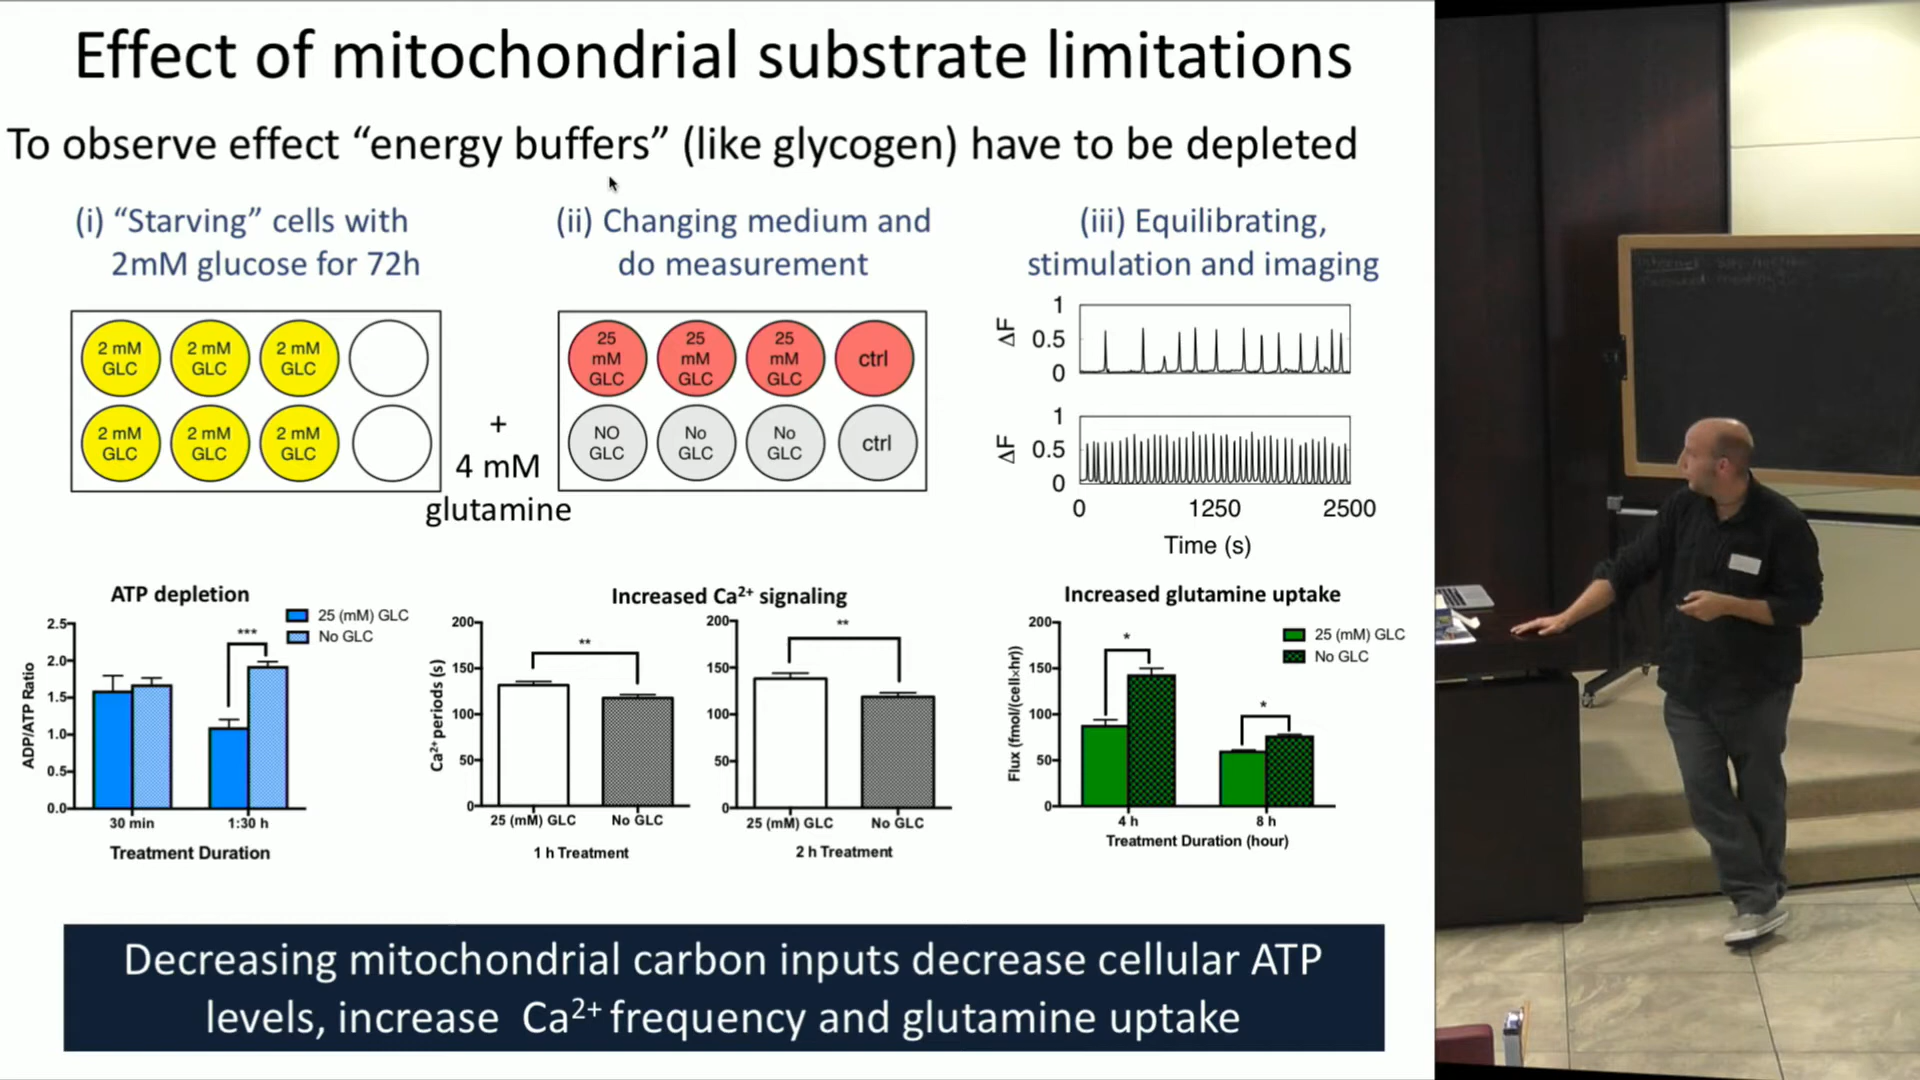 Effect of mitochondrial substrate limitations
To observe effect “energy buffers” (like glycogen) have to be depleted
(i) “Starving” cells with
2mM glucose for 72h
2 mM
GLC
2 mM
GLC
2 mM
GLC
2 mM
GLC
2 mM
GLC
2 mM
GLC
+
4 mM
glutamine
(ii) Changing medium and
do measurement
25
mM
GLC
25
mM
GLC
25
mM
GLC
ctrl
NO
GLC
No
GLC
No
GLC
ctrl
(iii) Equilibrating,
stimulation and imaging
ΔF
1
0.5
0
ΔF
1
0.5
0
0 1250 2500
Time (s)
ATP depletion
25 (mM) GLC
No GLC
ADP/ATP Ratio
2.5
2.0
1.5
1.0
0.5
0.0
***
30 min 1:30 h
Treatment Duration
Increased Ca²⁺ signaling
Ca²⁺ periods (s)
200
150
100
50
0
**
25 (mM) GLC No GLC
1 h Treatment
200
150
100
50
0
**
25 (mM) GLC No GLC
2 h Treatment
Increased glutamine uptake
25 (mM) GLC
No GLC
Flux (fmol/(cell×hr))
200
150
100
50
0
*
*
4 h 8 h
Treatment Duration (hour)
Decreasing mitochondrial carbon inputs decrease cellular ATP
levels, increase Ca²⁺ frequency and glutamine uptake